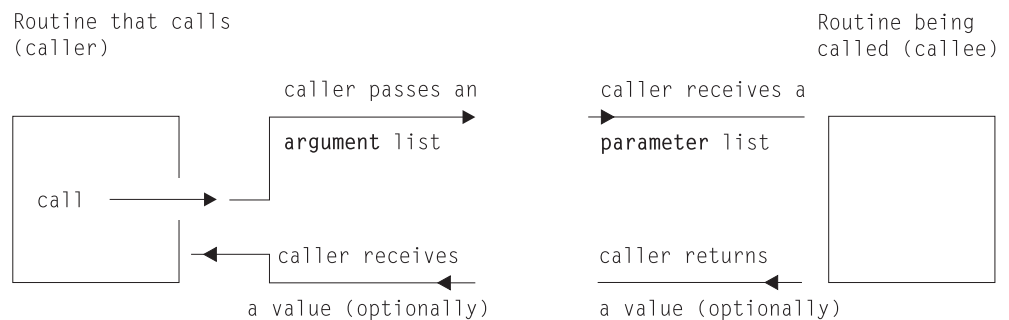 Routine that calls
(caller)
Routine being
called (callee)
caller passes an
argument list
caller receives a
parameter list
call
caller receives
a value (optionally)
caller returns
a value (optionally)